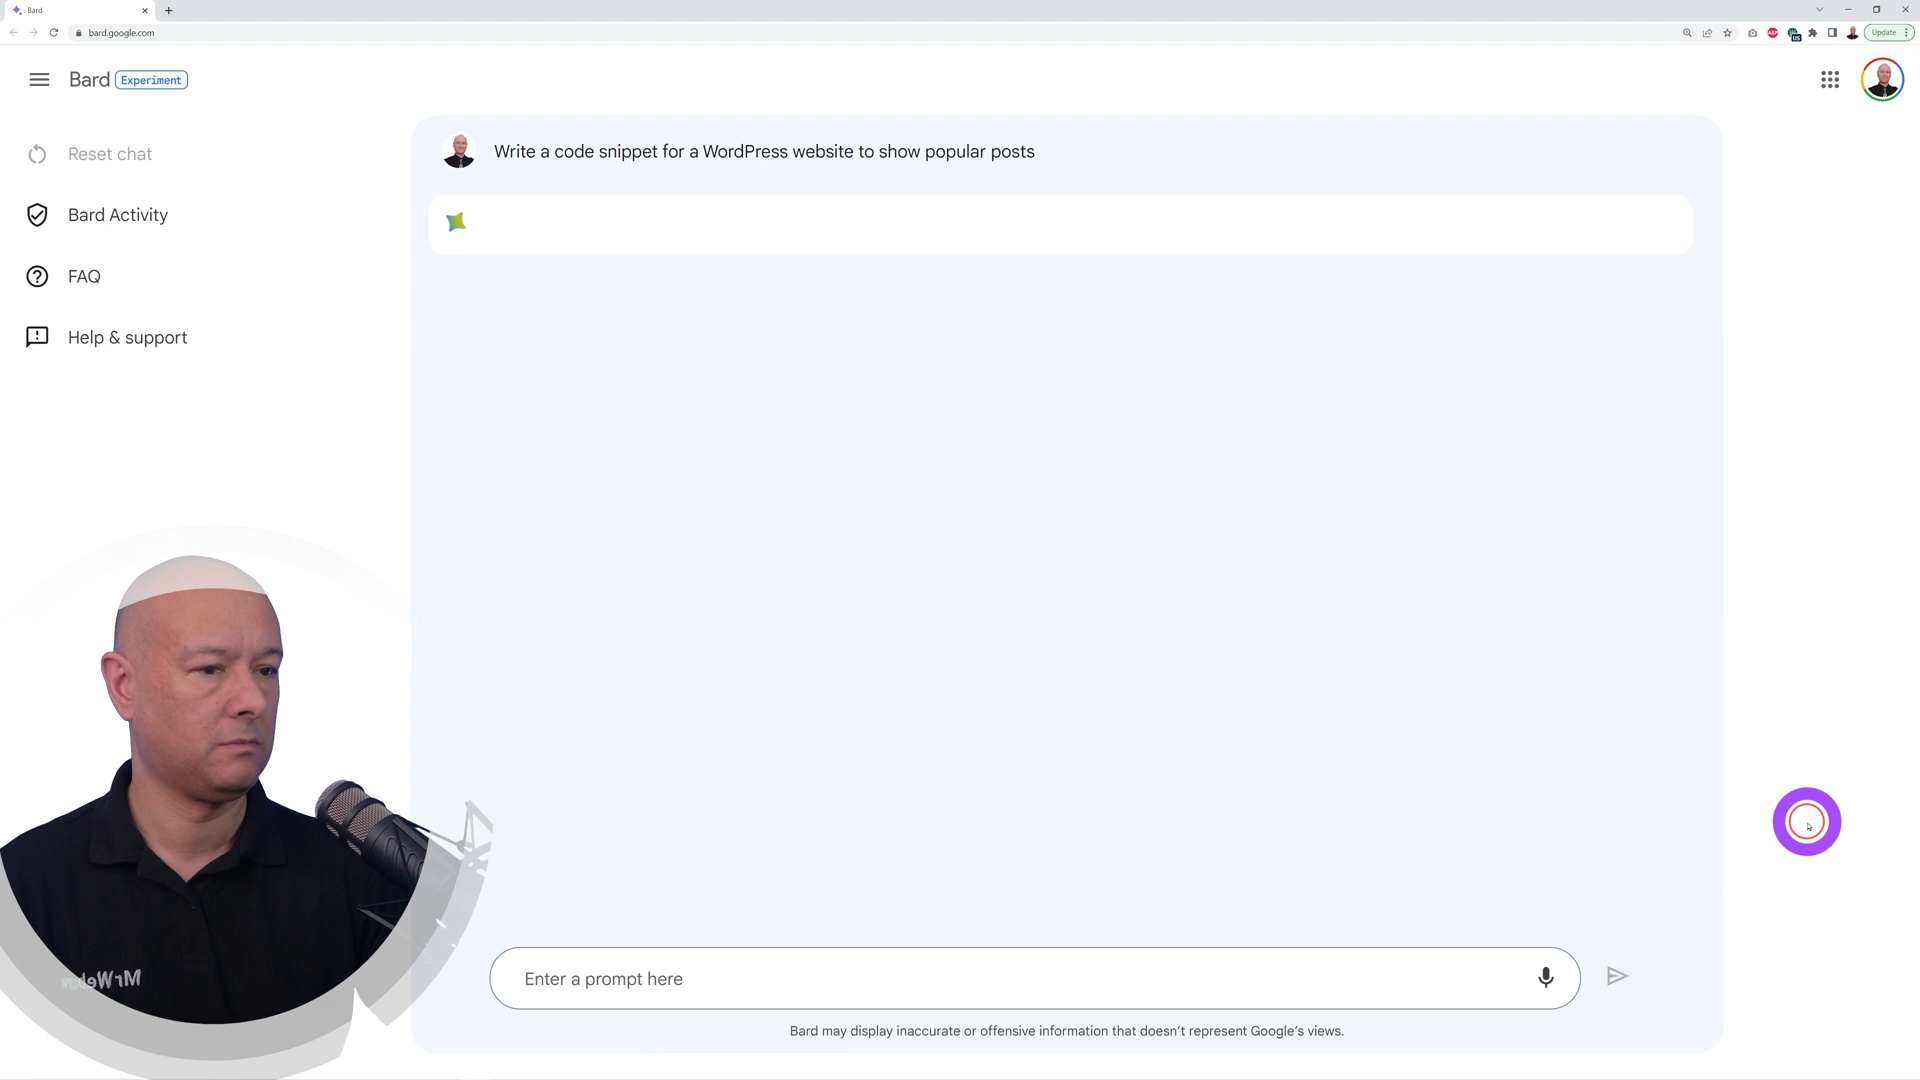 Bard
bard.google.com
Update
Bard Experiment
Reset chat
Bard Activity
FAQ
Help & support
Write a code snippet for a WordPress website to show popular posts
Enter a prompt here
Bard may display inaccurate or offensive information that doesn't represent Google's views.
ABP
US